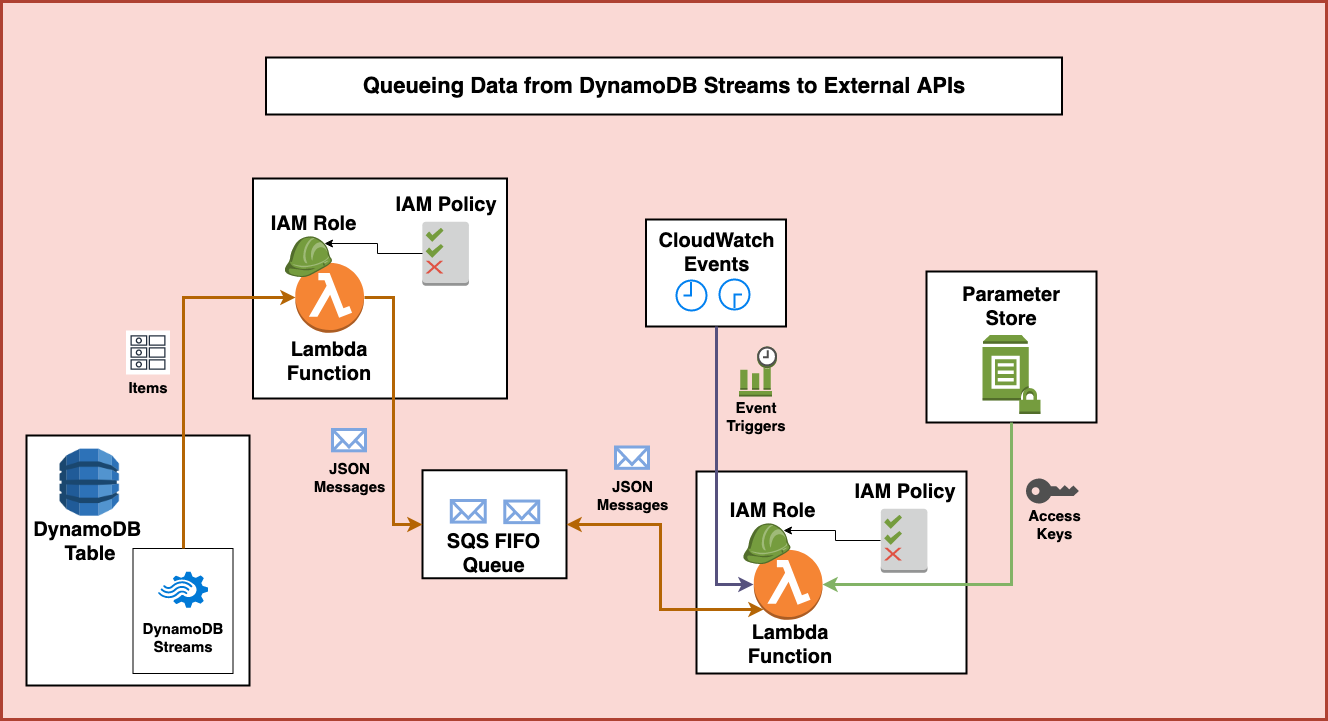 Queueing Data from DynamoDB Streams to External APIs
IAM Policy
IAM Role
Lambda
Function
Items
DynamoDB
Table
DynamoDB
Streams
JSON
Messages
SQS FIFO
Queue
JSON
Messages
CloudWatch
Events
Event
Triggers
Parameter
Store
Access
Keys
IAM Policy
IAM Role
Lambda
Function